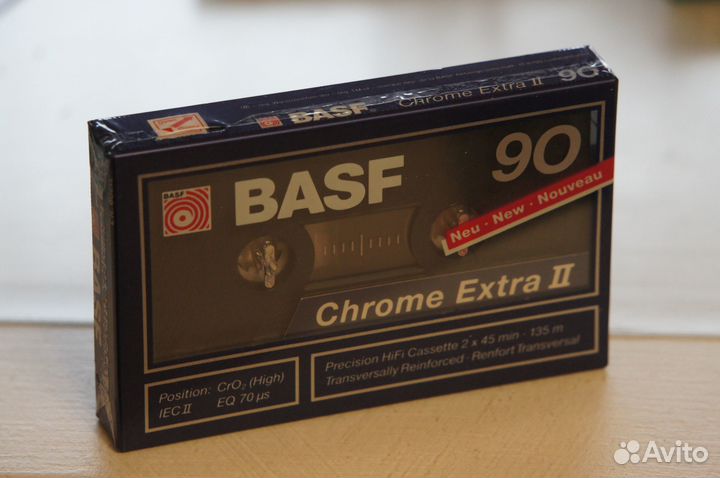 BASF
Chrome Extra II
90
BASF
BASF
90
Neu · New · Nouveau
Chrome Extra II
Position: CrO₂ (High)
IEC II EQ 70 µs
Precision HiFi Cassette 2 x 45 min · 135 m
Transversally Reinforced · Renfort Transversal
Avito